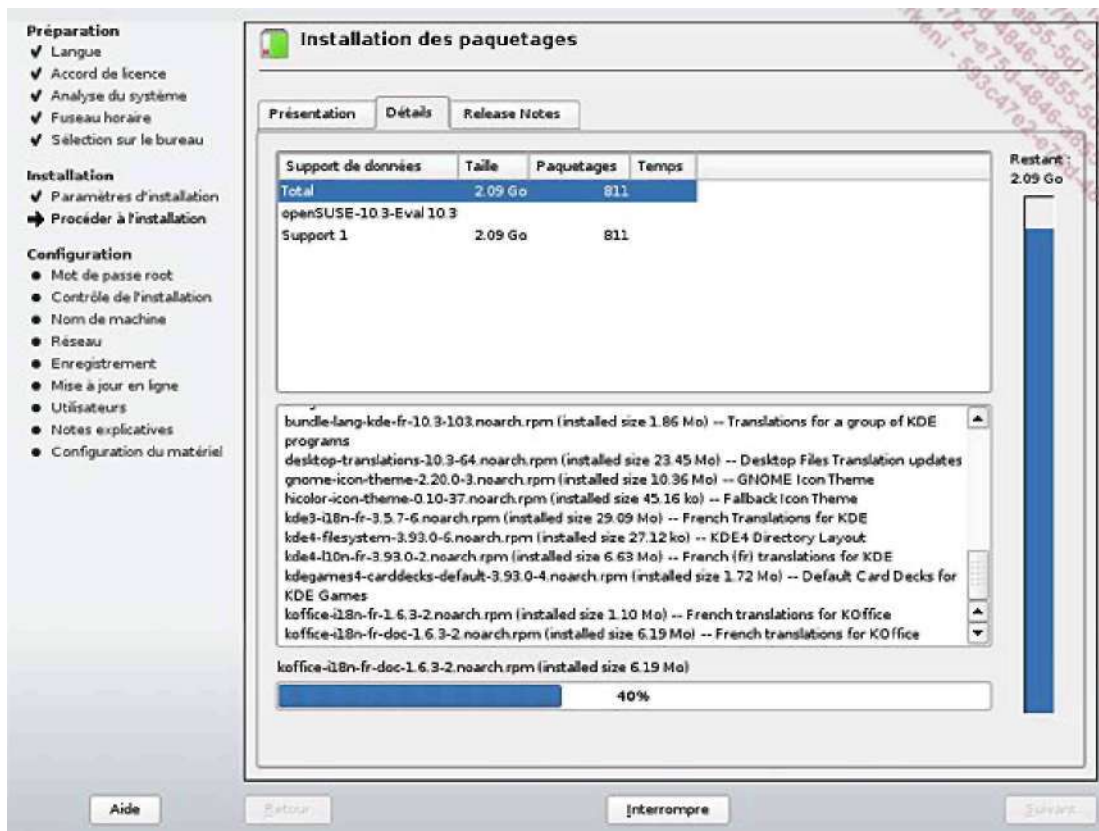 Préparation
Langue
Accord de licence
Analyse du système
Fuseau horaire
Sélection sur le bureau
Installation
Paramètres d'installation
Procéder à l'installation
Configuration
Mot de passe root
Contrôle de l'installation
Nom de machine
Réseau
Enregistrement
Mise à jour en ligne
Utilisateurs
Notes explicatives
Configuration du matériel
Installation des paquetages
Présentation Détails Release Notes
Support de données Taille Paquetages Temps
Total 2.09 Go 811
openSUSE-10.3-Eval 10.3
Support 1 2.09 Go 811
Restant :
2.09 Go
bundle-lang-kde-fr-10.3-103.noarch.rpm (installed size 1.86 Mo) -- Translations for a group of KDE
programs
desktop-translations-10.3-64.noarch.rpm (installed size 23.45 Mo) -- Desktop Files Translation updates
gnome-icon-theme-2.20.0-3.noarch.rpm (installed size 10.36 Mo) -- GNOME Icon Theme
hicolor-icon-theme-0.10-37.noarch.rpm (installed size 45.16 ko) -- Fallback Icon Theme
kde3-i18n-fr-3.5.7-6.noarch.rpm (installed size 29.09 Mo) -- French Translations for KDE
kde4-filesystem-3.93.0-6.noarch.rpm (installed size 27.12 ko) -- KDE4 Directory Layout
kde4-l10n-fr-3.93.0-2.noarch.rpm (installed size 6.63 Mo) -- French (fr) translations for KDE
kdegames4-carddecks-default-3.93.0-4.noarch.rpm (installed size 1.72 Mo) -- Default Card Decks for
KDE Games
koffice-i18n-fr-1.6.3-2.noarch.rpm (installed size 1.10 Mo) -- French translations for KOffice
koffice-i18n-fr-doc-1.6.3-2.noarch.rpm (installed size 6.19 Mo) -- French translations for KOffice
koffice-i18n-fr-doc-1.6.3-2.noarch.rpm (installed size 6.19 Mo)
40%
Aide Retour Interrompre Suivant